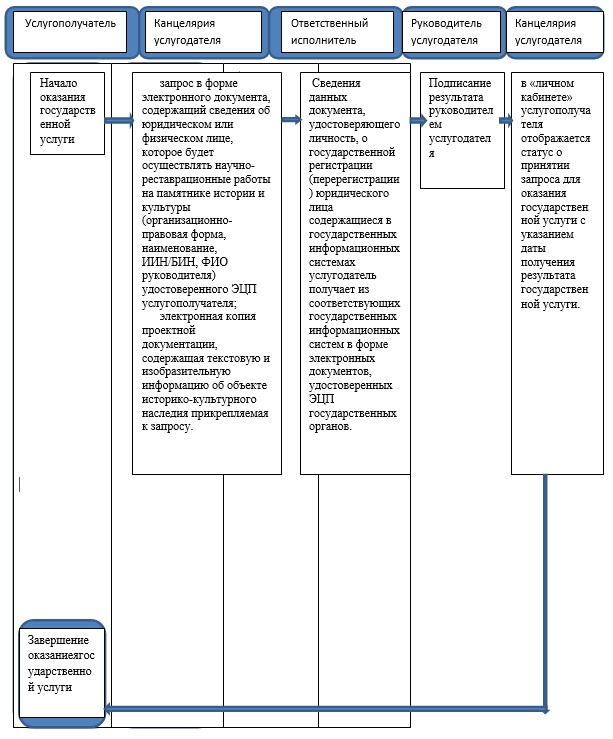 Услугополучатель
Канцелярия
услугодателя
Ответственный
исполнитель
Руководитель
услугодателя
Канцелярия
услугодателя
Начало
оказания
государств
енной
услуги
запрос в форме
электронного документа,
содержащий сведения об
юридическом или
физическом лице,
которое будет
осуществлять научно-
реставрационные работы
на памятнике истории и
культуры
(организационно-
правовая форма,
наименование,
ИИН/БИН, ФИО
руководителя)
удостоверенного ЭЦП
услугополучателя;
электронная копия
проектной
документации,
содержащая текстовую и
изобразительную
информацию об объекте
историко-культурного
наследия прикрепляемая
к запросу.
Сведения
данных
документа,
удостоверяющего
личность, о
государственной
регистрации
(перерегистрации
) юридического
лица
содержащиеся в
государственных
информационных
системах
услугодатель
получает из
соответствующих
государственных
информационных
систем в форме
электронных
документов,
удостоверенных
ЭЦП
государственных
органов.
Подписание
результата
руководител
ем
услугодател
я
в «личном
кабинете»
услугополуча
теля
отображается
статус о
принятии
запроса для
оказания
государствен
ной услуги с
указанием
даты
получения
результата
государствен
ной услуги.
Завершение
оказаниеягос
ударственно
й услуги